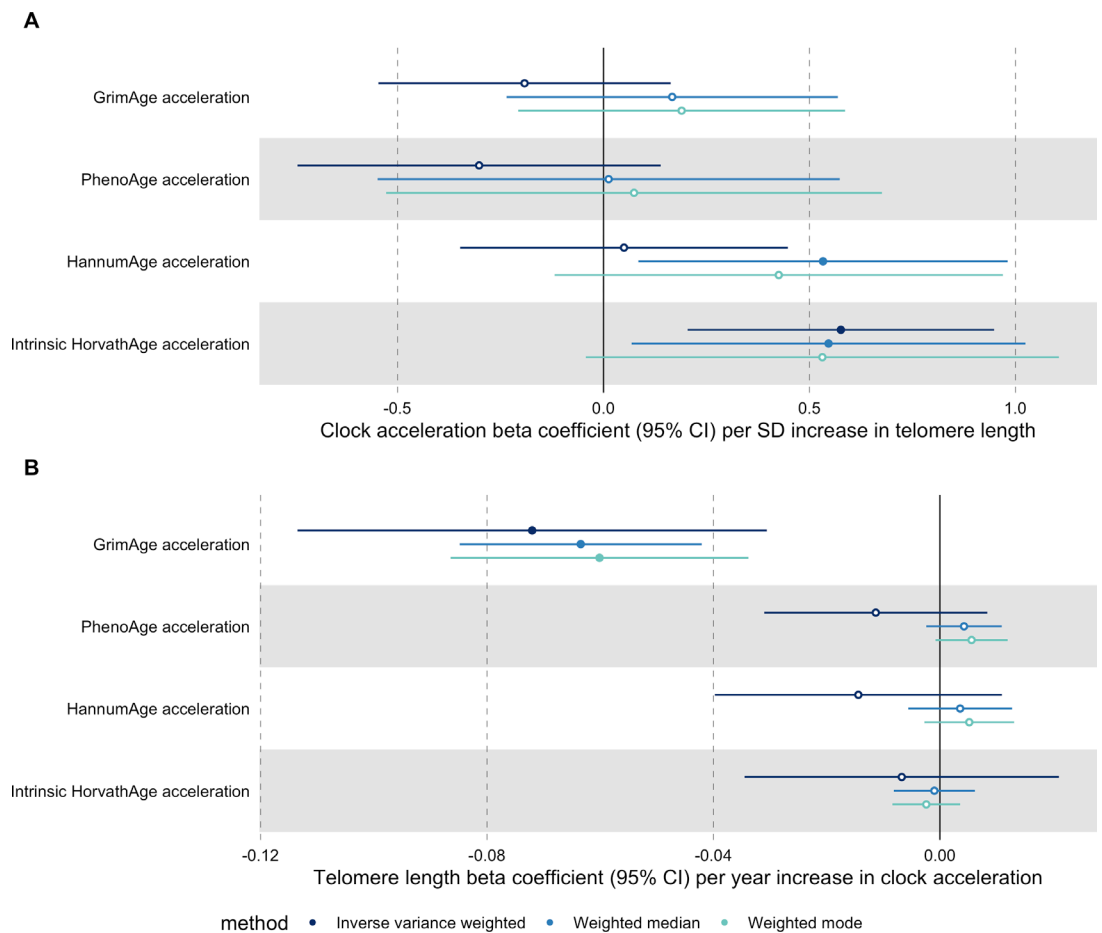 A
GrimAge acceleration
PhenoAge acceleration
HannumAge acceleration
Intrinsic HorvathAge acceleration
-0.5 0.0 0.5 1.0
Clock acceleration beta coefficient (95% CI) per SD increase in telomere length
B
GrimAge acceleration
PhenoAge acceleration
HannumAge acceleration
Intrinsic HorvathAge acceleration
-0.12 -0.08 -0.04 0.00
Telomere length beta coefficient (95% CI) per year increase in clock acceleration
method Inverse variance weighted Weighted median Weighted mode